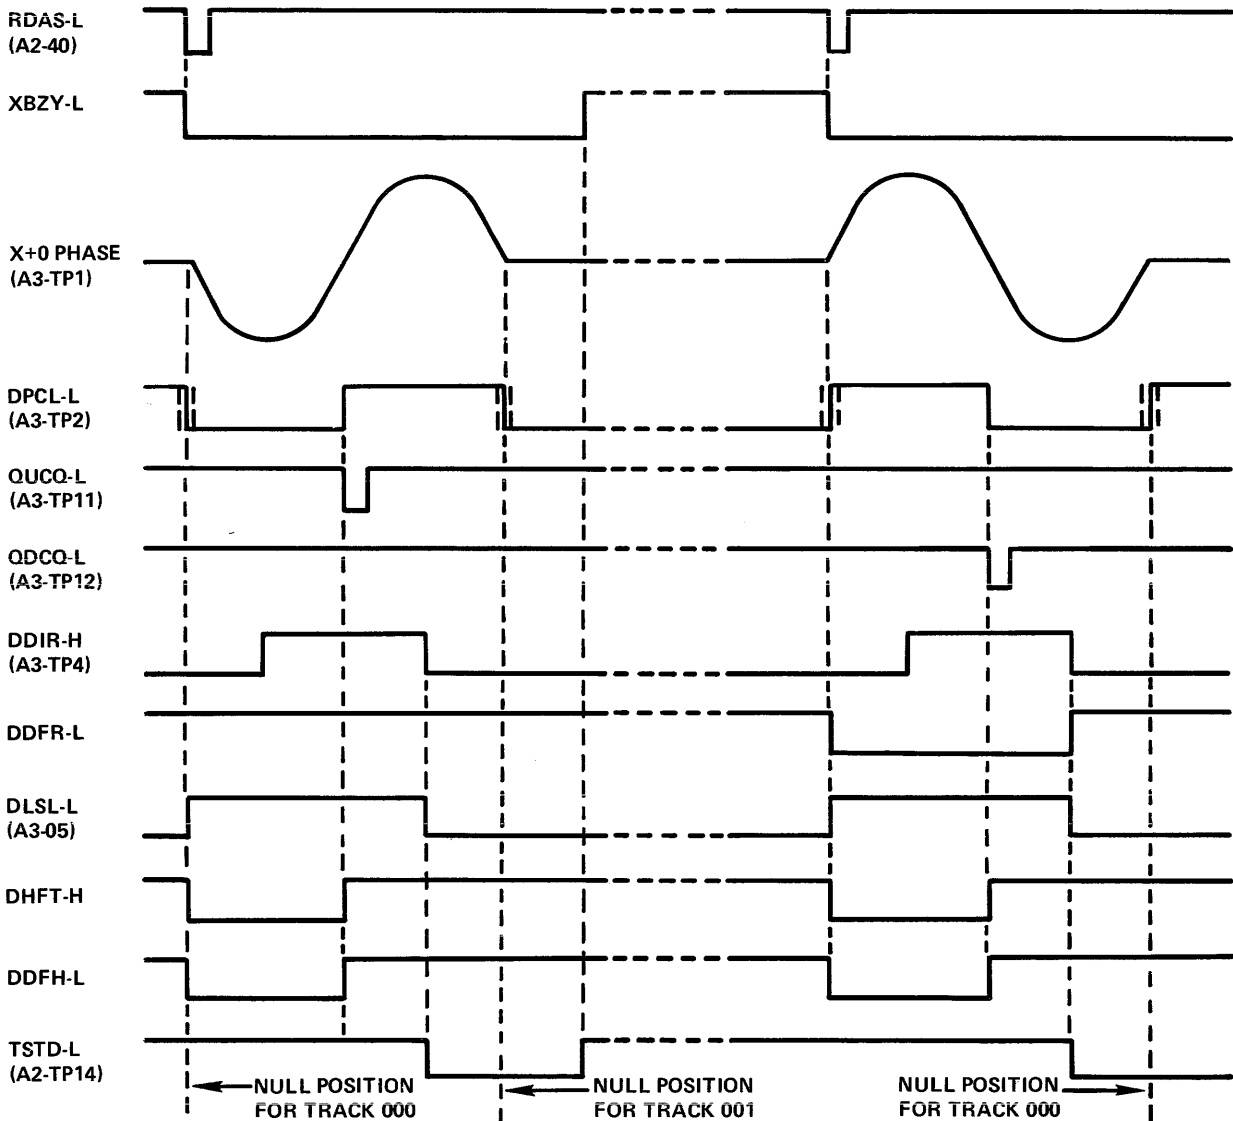 RDAS-L
(A2-40)
XBZY-L
X+0 PHASE
(A3-TP1)
DPCL-L
(A3-TP2)
QUCQ-L
(A3-TP11)
QDCQ-L
(A3-TP12)
DDIR-H
(A3-TP4)
DDFR-L
DLSL-L
(A3-05)
DHFT-H
DDFH-L
TSTD-L
(A2-TP14)
NULL POSITION
FOR TRACK 000
NULL POSITION
FOR TRACK 001
NULL POSITION
FOR TRACK 000